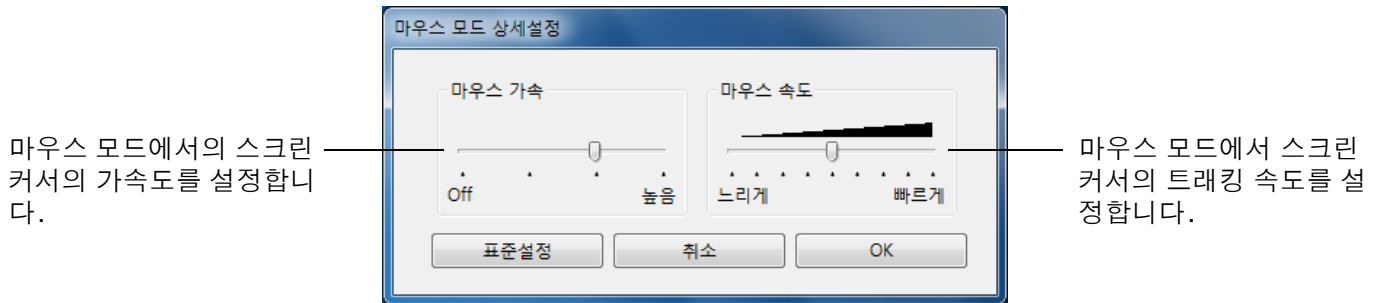 마우스 모드 상세설정
마우스 가속
마우스 속도
마우스 모드에서의 스크린
커서의 가속도를 설정합니
다.
Off
높음
느리게
빠르게
마우스 모드에서 스크린
커서의 트래킹 속도를 설
정합니다.
표준설정
취소
OK